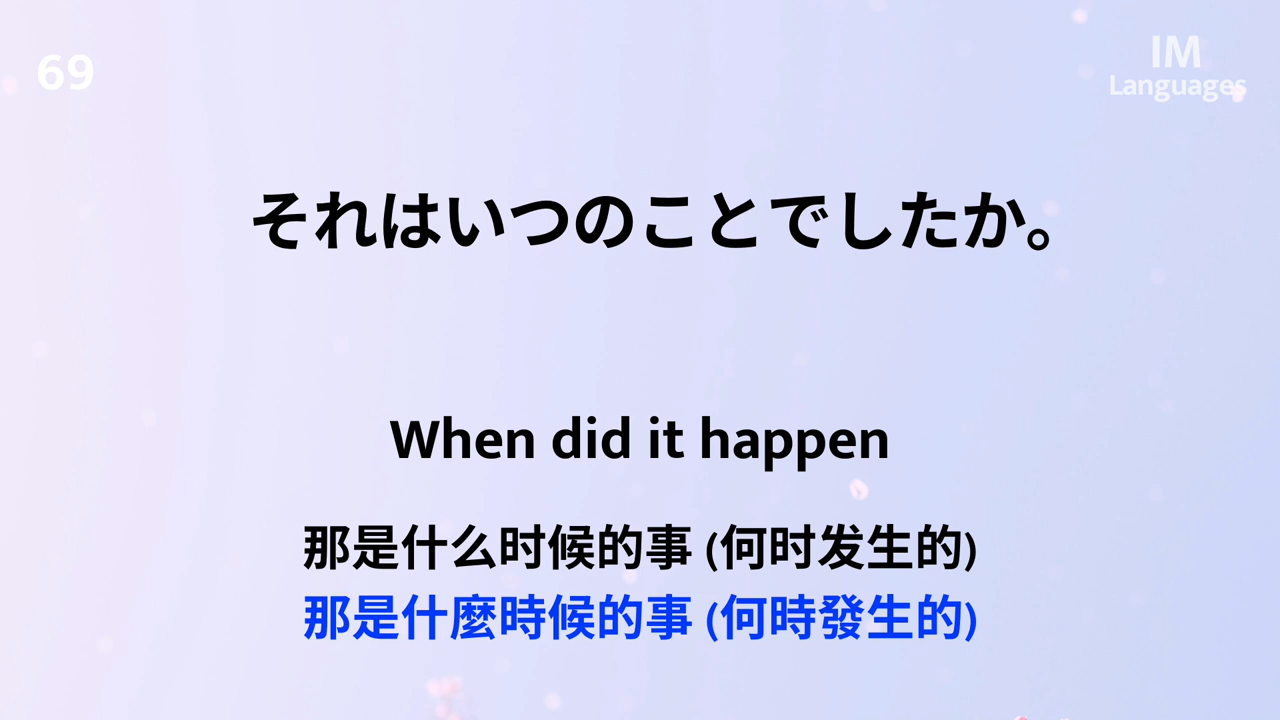 69
IM
Languages
それはいつのことでしたか。
When did it happen
那是什么时候的事 (何时发生的)
那是什麼時候的事 (何時發生的)